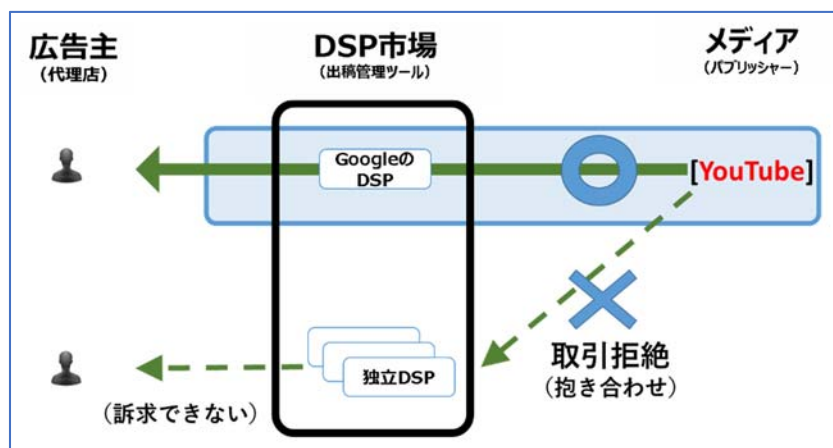 広告主
(代理店)
DSP市場
(出稿管理ツール)
メディア
(パブリッシャー)
Googleの
DSP
[YouTube]
取引拒絶
(抱き合わせ)
独立DSP
(訴求できない)